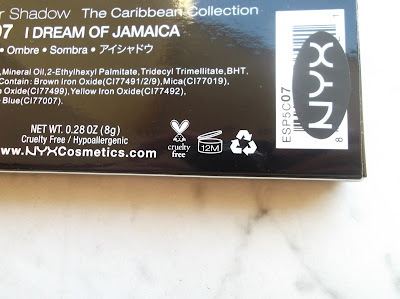 r Shadow The Caribbean Collection
07 I DREAM OF JAMAICA
• Ombre • Sombra • アイシャドウ
Mineral Oil,2-Ethylhexyl Palmitate,Tridecyl Trimellitate,BHT,
Contain: Brown Iron Oxide(CI77491/2/9),Mica(CI77019),
Oxide(CI77499),Yellow Iron Oxide(CI77492),
Blue(CI77007).
NET WT. 0.28 OZ (8g)
Cruelty Free / Hypoallergenic
www.NYXCosmetics.com
cruelty
free
12M
ESP5C07
NYX
8